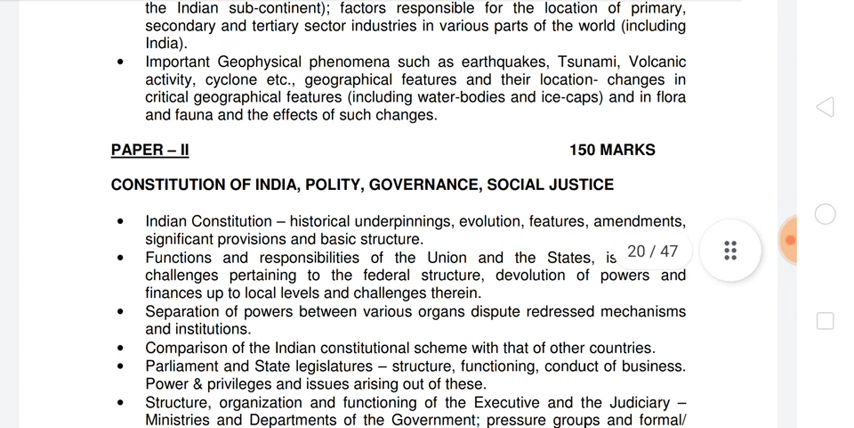 the Indian sub-continent); factors responsible for the location of primary,
secondary and tertiary sector industries in various parts of the world (including
India).
• Important Geophysical phenomena such as earthquakes, Tsunami, Volcanic
activity, cyclone etc., geographical features and their location- changes in
critical geographical features (including water-bodies and ice-caps) and in flora
and fauna and the effects of such changes.
PAPER – II 150 MARKS
CONSTITUTION OF INDIA, POLITY, GOVERNANCE, SOCIAL JUSTICE
• Indian Constitution – historical underpinnings, evolution, features, amendments,
significant provisions and basic structure.
• Functions and responsibilities of the Union and the States, is
20 / 47
challenges pertaining to the federal structure, devolution of powers and
finances up to local levels and challenges therein.
• Separation of powers between various organs dispute redressed mechanisms
and institutions.
• Comparison of the Indian constitutional scheme with that of other countries.
• Parliament and State legislatures – structure, functioning, conduct of business.
Power & privileges and issues arising out of these.
• Structure, organization and functioning of the Executive and the Judiciary –
Ministries and Departments of the Government; pressure groups and formal/